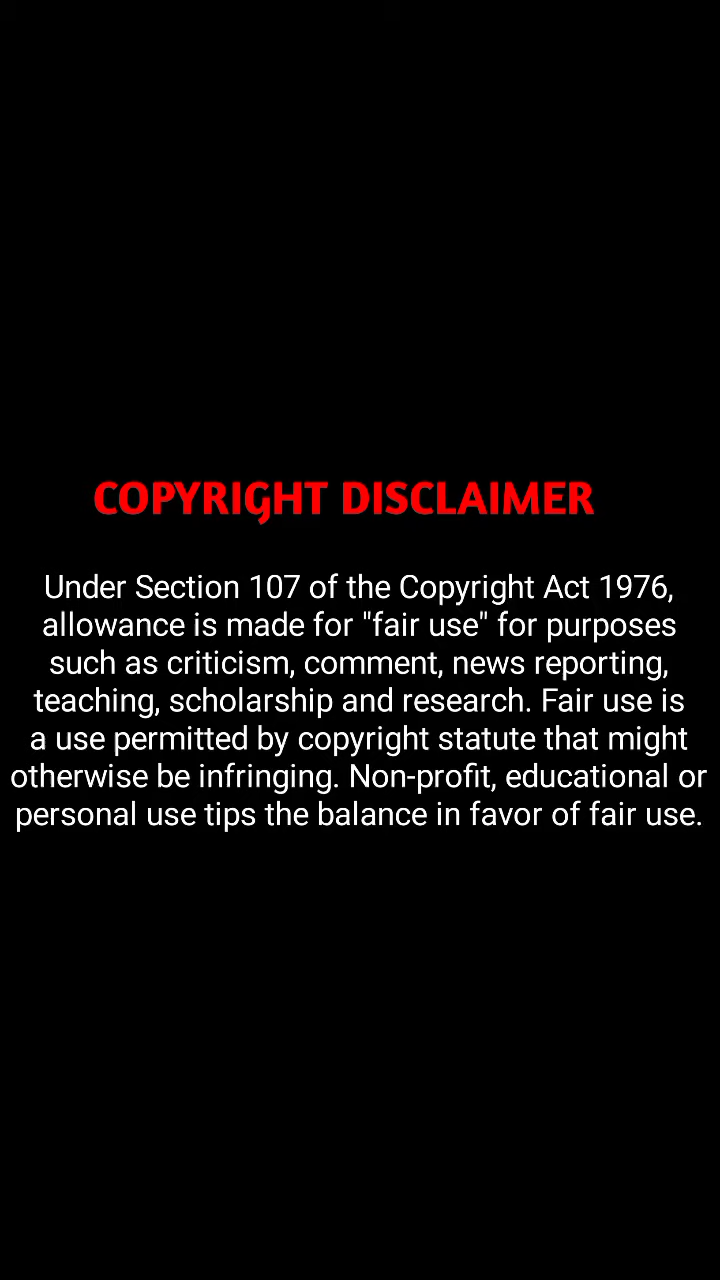 COPYRIGHT DISCLAIMER
Under Section 107 of the Copyright Act 1976,
allowance is made for "fair use" for purposes
such as criticism, comment, news reporting,
teaching, scholarship and research. Fair use is
a use permitted by copyright statute that might
otherwise be infringing. Non-profit, educational or
personal use tips the balance in favor of fair use.